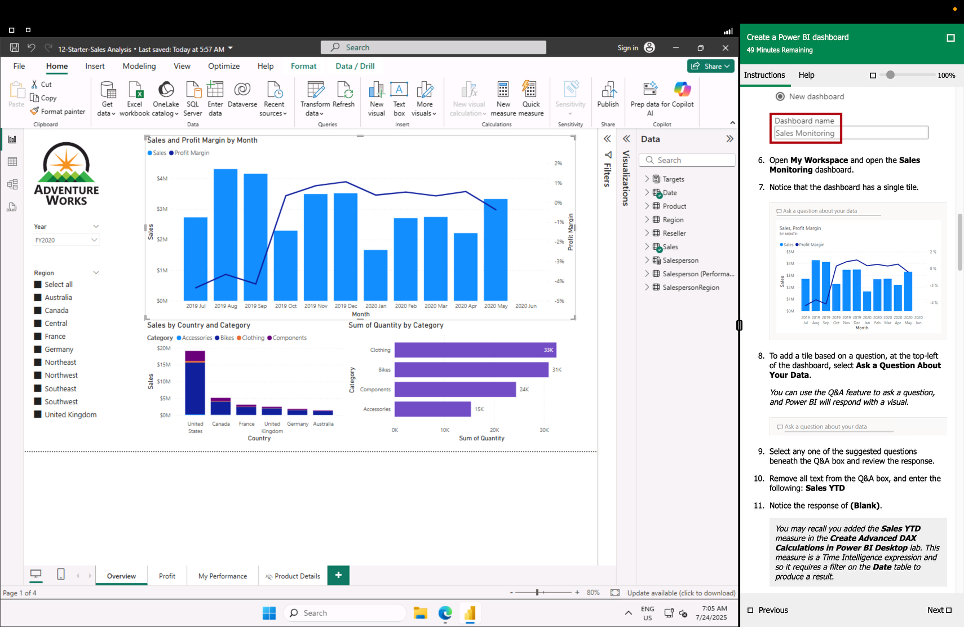 12-Starter-Sales Analysis • Last saved: Today at 5:57 AM
Search
Sign in
File Home Insert Modeling View Optimize Help Format Data / Drill
Share
Paste
Cut
Copy
Format painter
Get data
Excel workbook
OneLake catalog
SQL Server
Enter data
Dataverse
Recent sources
Transform data
Refresh
New visual
Text box
More visuals
New visual calculation
New measure
Quick measure
Sensitivity
Publish
Prep data for Copilot
Copilot
Clipboard Data Queries Insert Calculations Sensitivity Share Copilot
ADVENTURE
WORKS
Year
FY2020
Region
Select all
Australia
Canada
Central
France
Germany
Northeast
Northwest
Southeast
Southwest
United Kingdom
Sales and Profit Margin by Month
Sales Profit Margin
Sales
$4M
$3M
$2M
$1M
$0M
2019 Jul 2019 Aug 2019 Sep 2019 Oct 2019 Nov 2019 Dec 2020 Jan 2020 Feb 2020 Mar 2020 Apr 2020 May 2020 Jun
Month
2%
1%
0%
-1%
-2%
-3%
-4%
-5%
Profit Margin
Sales by Country and Category
Category Accessories Bikes Clothing Components
Sales
$20M
$15M
$10M
$5M
$0M
United States
Canada
France
United Kingdom
Germany
Australia
Country
Sum of Quantity by Category
Category
Clothing 33K
Bikes 31K
Components 24K
Accessories 15K
0K 10K 20K 30K
Sum of Quantity
Filters
Visualizations
Data
Search
Targets
Date
Product
Region
Reseller
Sales
Salesperson
Salesperson (Performa...
SalespersonRegion
Overview Profit My Performance Product Details
Page 1 of 4
80%
Update available (click to download)
Search
ENG
US
7:05 AM
7/24/2025
Create a Power BI dashboard
49 Minutes Remaining
Instructions Help 100%
New dashboard
Dashboard name
Sales Monitoring
6. Open My Workspace and open the Sales
Monitoring dashboard.
7. Notice that the dashboard has a single tile.
Ask a question about your data
Sales, Profit Margin
BY MONTH
Sales Profit Margin
Month
8. To add a tile based on a question, at the top-left
of the dashboard, select Ask a Question About
Your Data.
You can use the Q&A feature to ask a question,
and Power BI will respond with a visual.
Ask a question about your data
9. Select any one of the suggested questions
beneath the Q&A box and review the response.
10. Remove all text from the Q&A box, and enter the
following: Sales YTD
11. Notice the response of (Blank).
You may recall you added the Sales YTD
measure in the Create Advanced DAX
Calculations in Power BI Desktop lab. This
measure is a Time Intelligence expression and
so it requires a filter on the Date table to
produce a result.
Previous Next